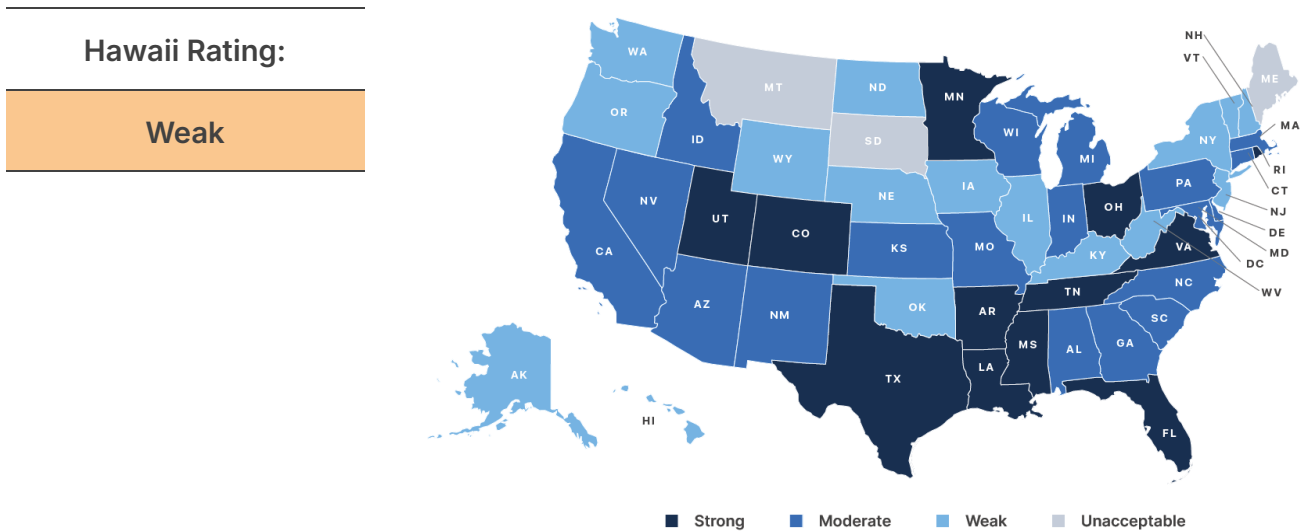 Hawaii Rating:
Weak
NH
VT
WA
MT
ND
MN
ME
OR
ID
SD
WI
MI
NY
MA
WY
IA
PA
RI
CT
NE
NJ
NV
UT
CO
IL
IN
OH
DE
MD
CA
KS
MO
KY
VA
DC
WV
AZ
NM
OK
AR
TN
NC
SC
MS
AL
GA
TX
LA
AK
HI
FL
Strong
Moderate
Weak
Unacceptable